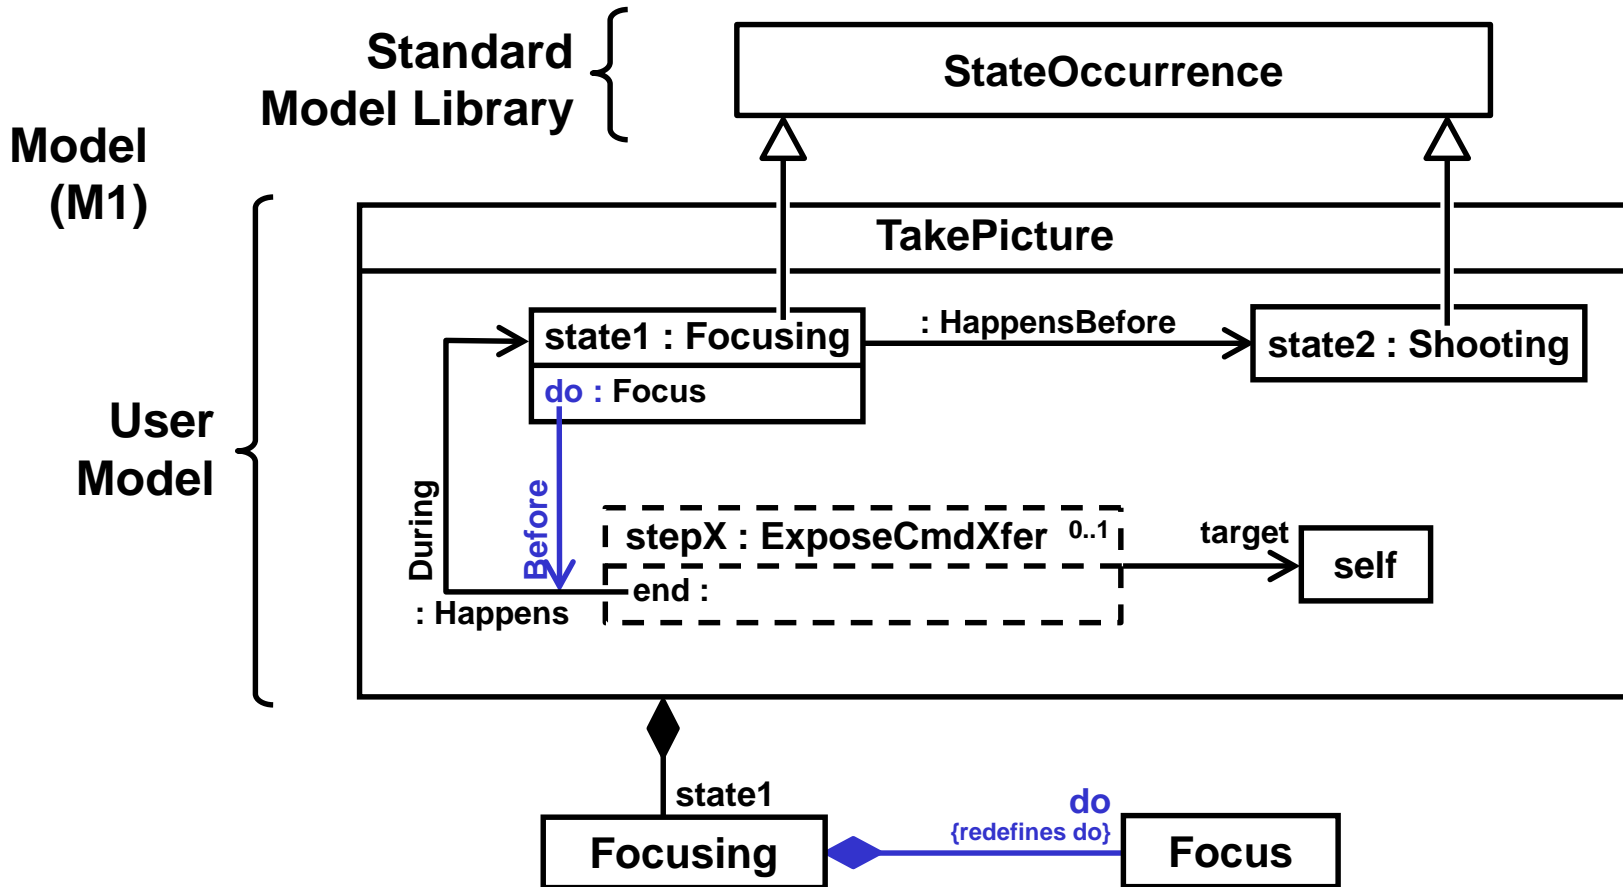 Standard
Model Library
StateOccurrence
Model
(M1)
TakePicture
state1 : Focusing
: HappensBefore
state2 : Shooting
do : Focus
User
Model
During
Before
stepX : ExposeCmdXfer 0..1
target
self
end :
: Happens
state1
do
{redefines do}
Focusing
Focus